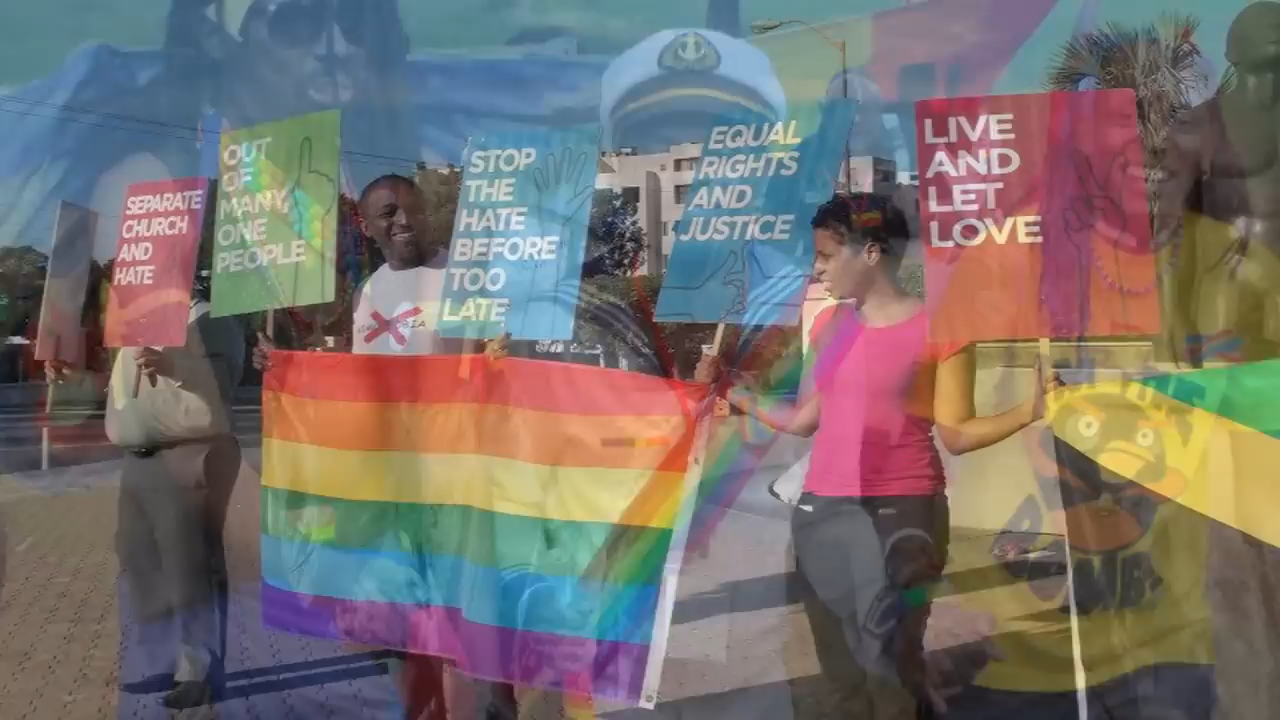 SEPARATE
CHURCH
AND
HATE
OUT
OF
MANY,
ONE
PEOPLE
STOP
THE
HATE
BEFORE
TOO
LATE
EQUAL
RIGHTS
AND
JUSTICE
LIVE
AND
LET
LOVE